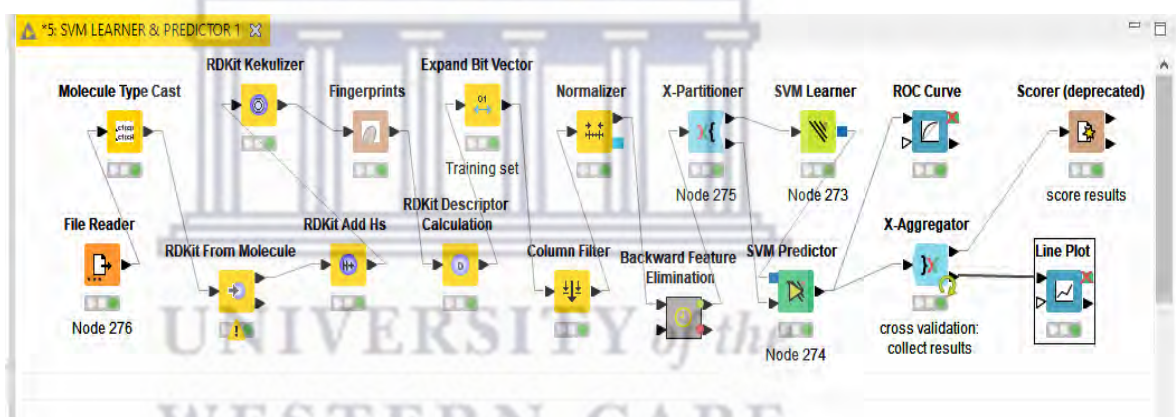 *5: SVM LEARNER & PREDICTOR 1
RDKit Kekulizer
Expand Bit Vector
Molecule Type Cast
Fingerprints
Normalizer
X-Partitioner
SVM Learner
ROC Curve
Scorer (deprecated)
Training set
Node 275
Node 273
score results
File Reader
RDKit From Molecule
RDKit Add Hs
RDKit Descriptor
Calculation
Column Filter
Backward Feature
Elimination
SVM Predictor
X-Aggregator
Line Plot
Node 276
Node 274
cross validation:
collect results
UNIVERSITY of the
WESTERN CAPE